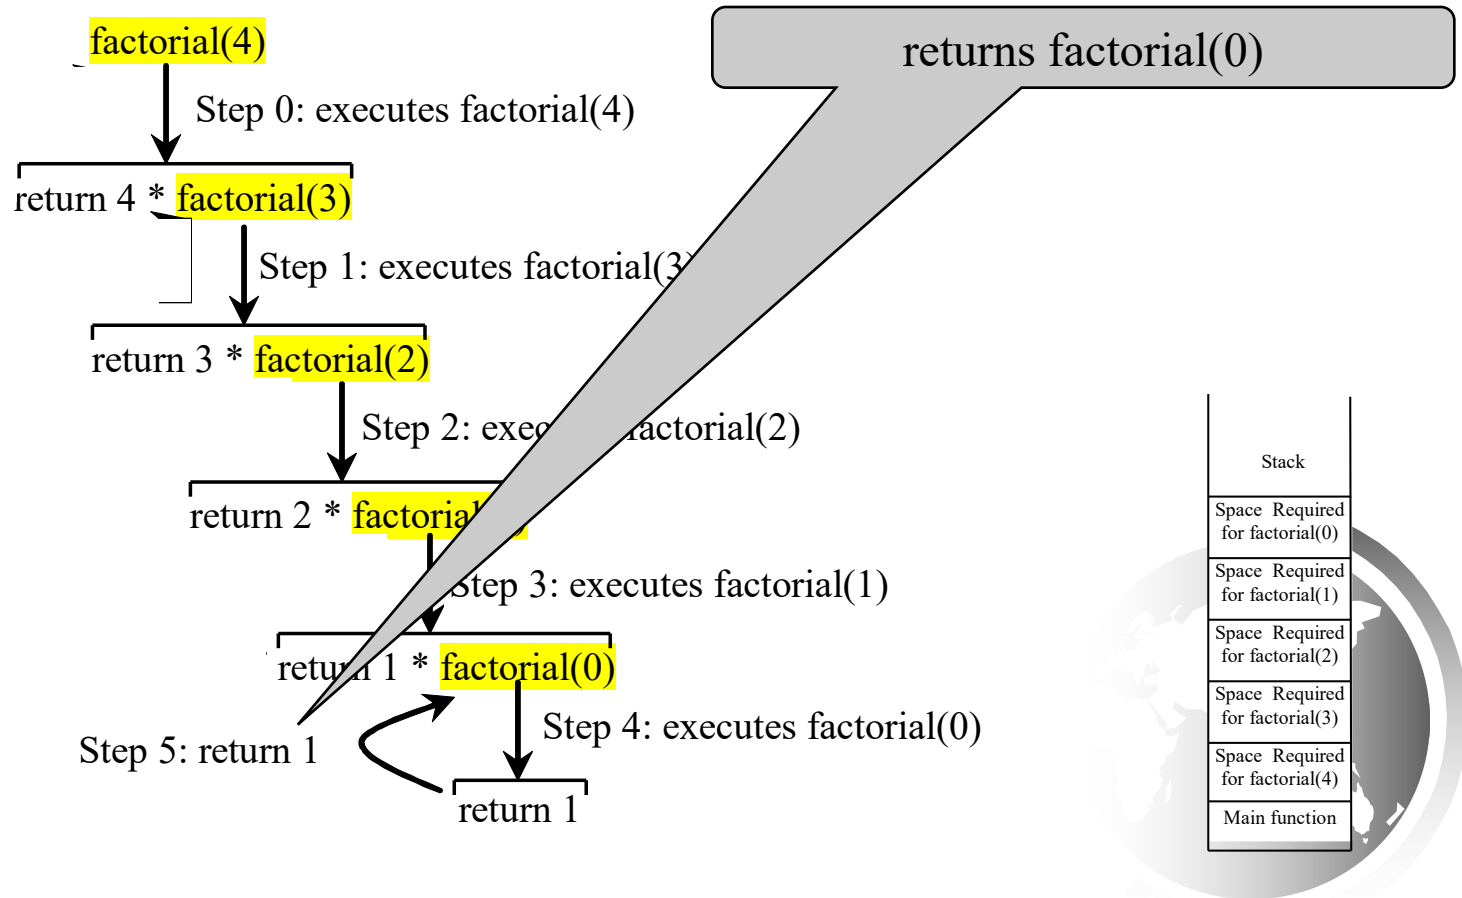 returns factorial(0)
factorial(4)
Step 0: executes factorial(4)
return 4 * factorial(3)
Step 1: executes factorial(3)
return 3 * factorial(2)
Step 2: factorial(2)
return 2 *
Step 3: executes factorial(1)
return 1 * factorial(0)
Step 4: executes factorial(0)
Step 5: return 1
return 1
Stack
Space Required
for factorial(0)
Space Required
for factorial(1)
Space Required
for factorial(2)
Space Required
for factorial(3)
Space Required
for factorial(4)
Main function